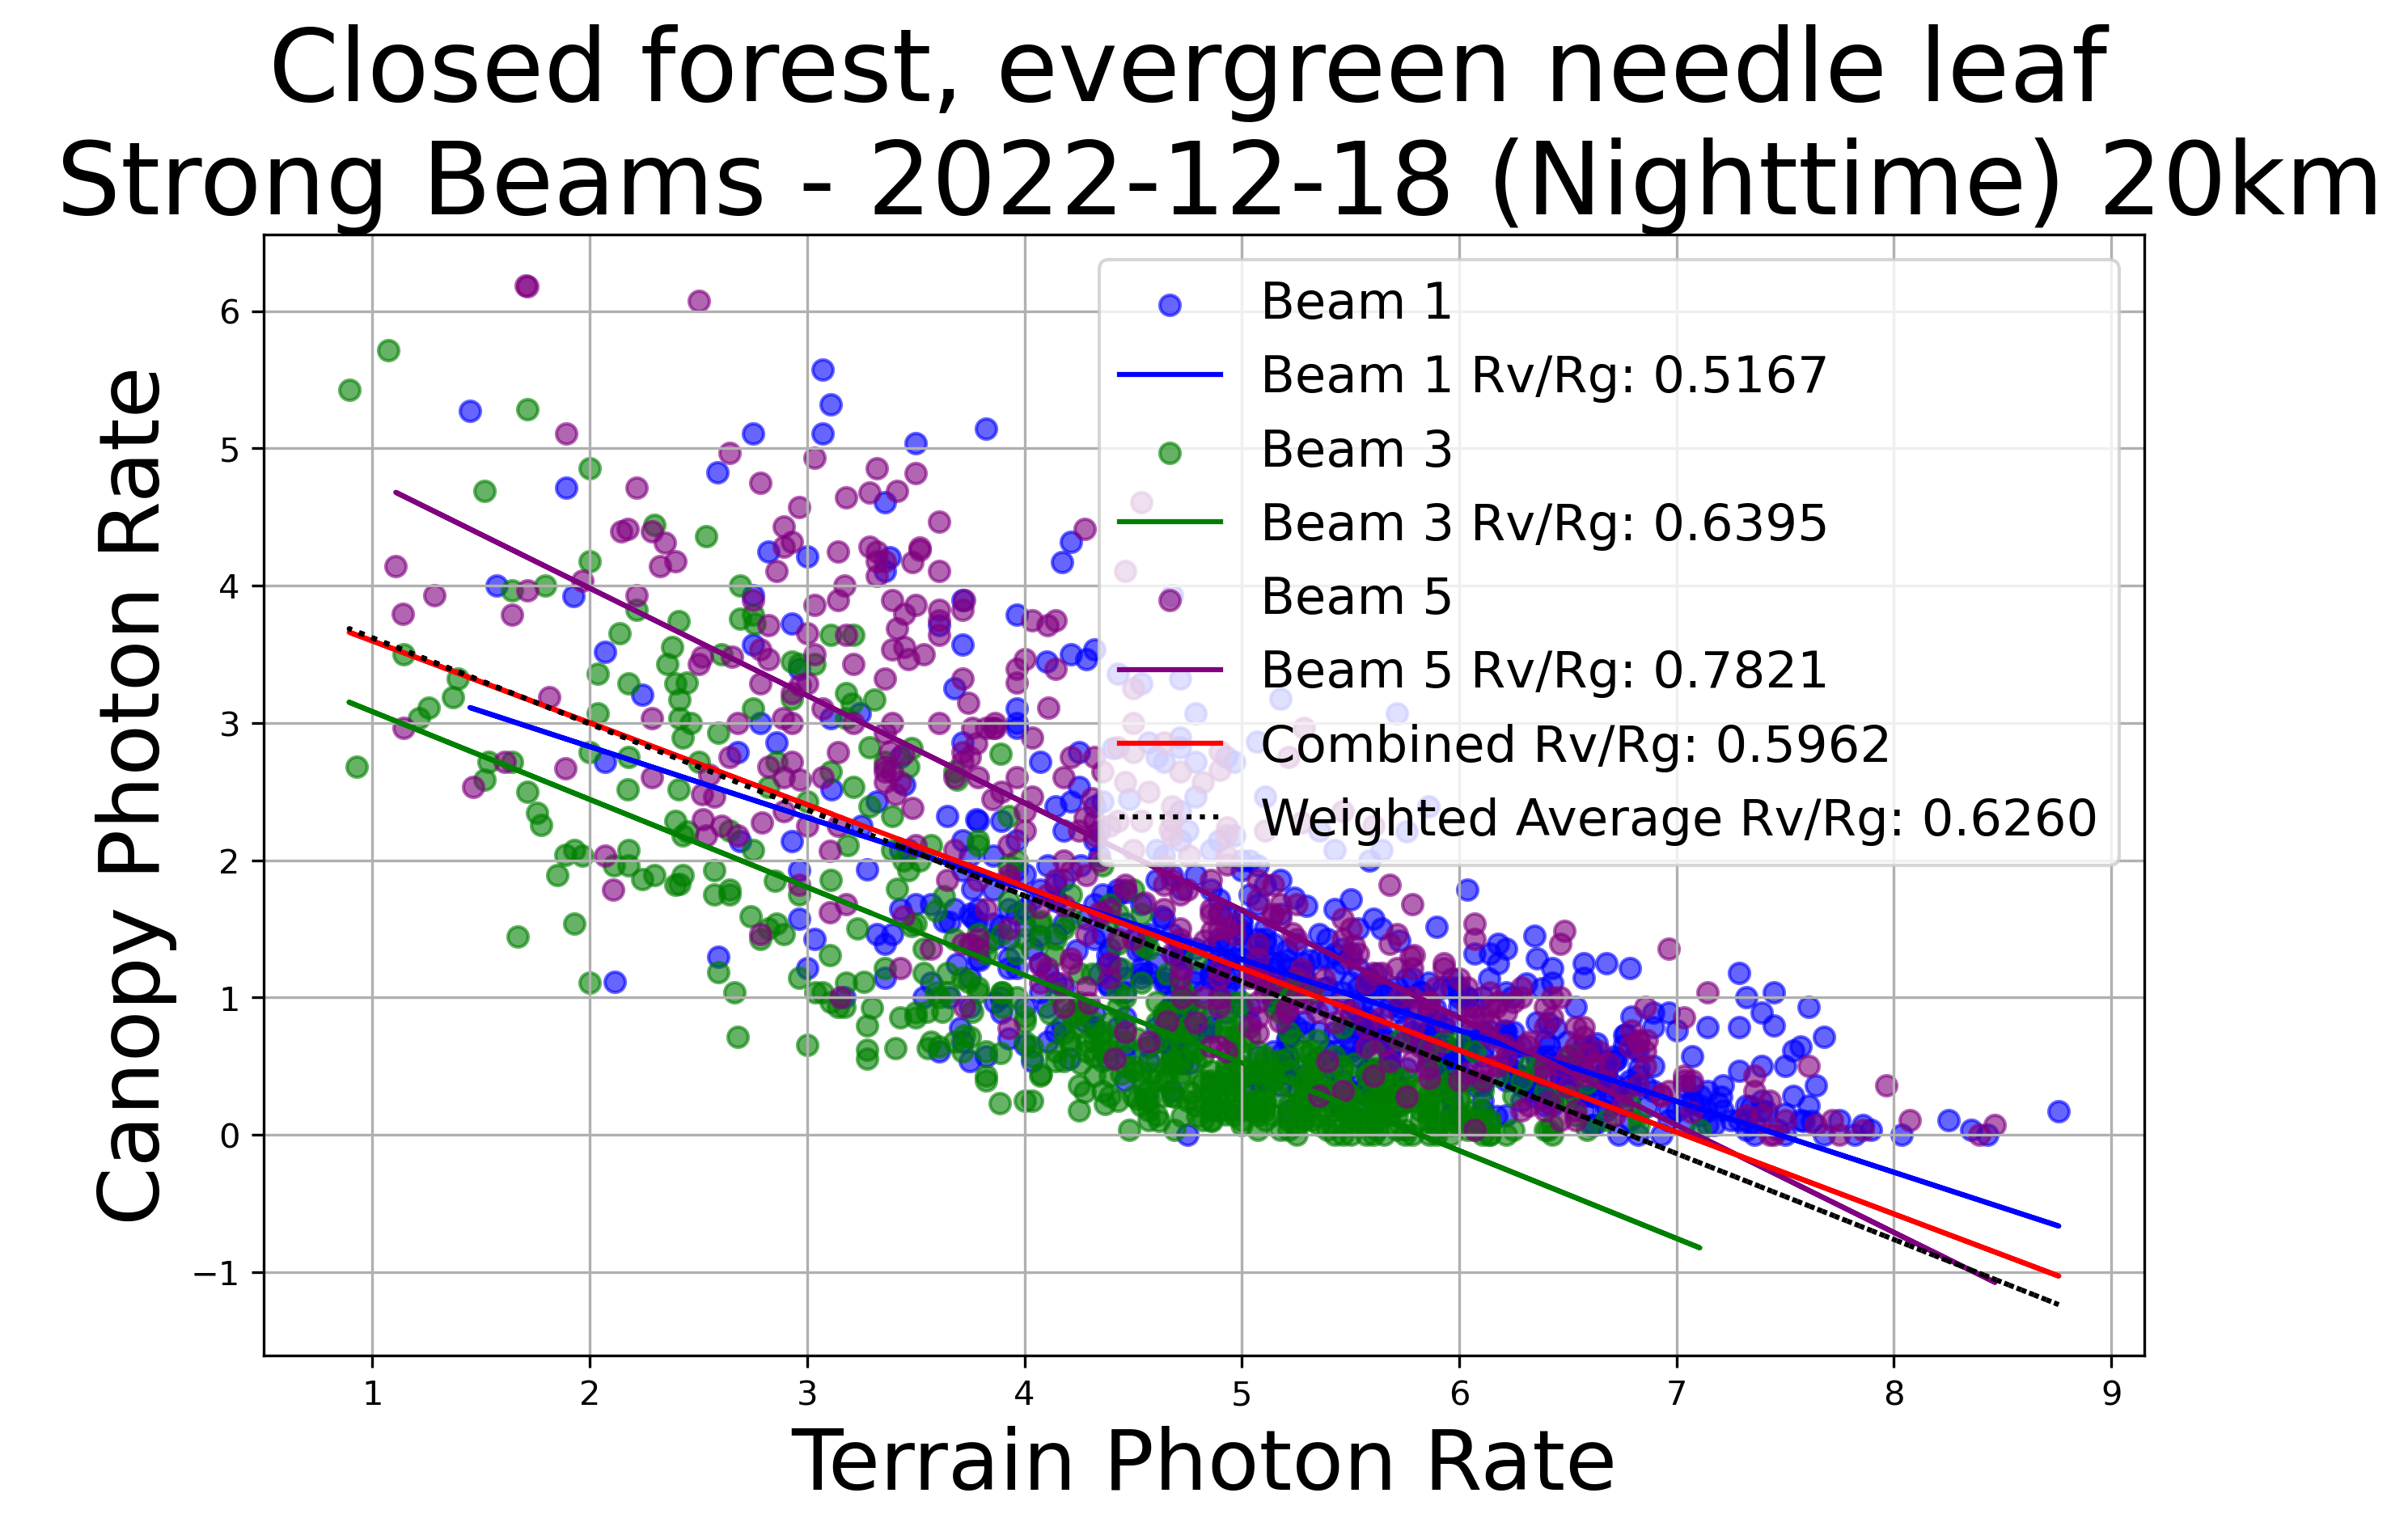 Closed forest, evergreen needle leaf
Strong Beams - 2022-12-18 (Nighttime) 20km
Canopy Photon Rate
6
5
4
3
2
1
0
−1
Beam 1
Beam 1 Rv/Rg: 0.5167
Beam 3
Beam 3 Rv/Rg: 0.6395
Beam 5
Beam 5 Rv/Rg: 0.7821
Combined Rv/Rg: 0.5962
Weighted Average Rv/Rg: 0.6260
1 2 3 4 5 6 7 8 9
Terrain Photon Rate